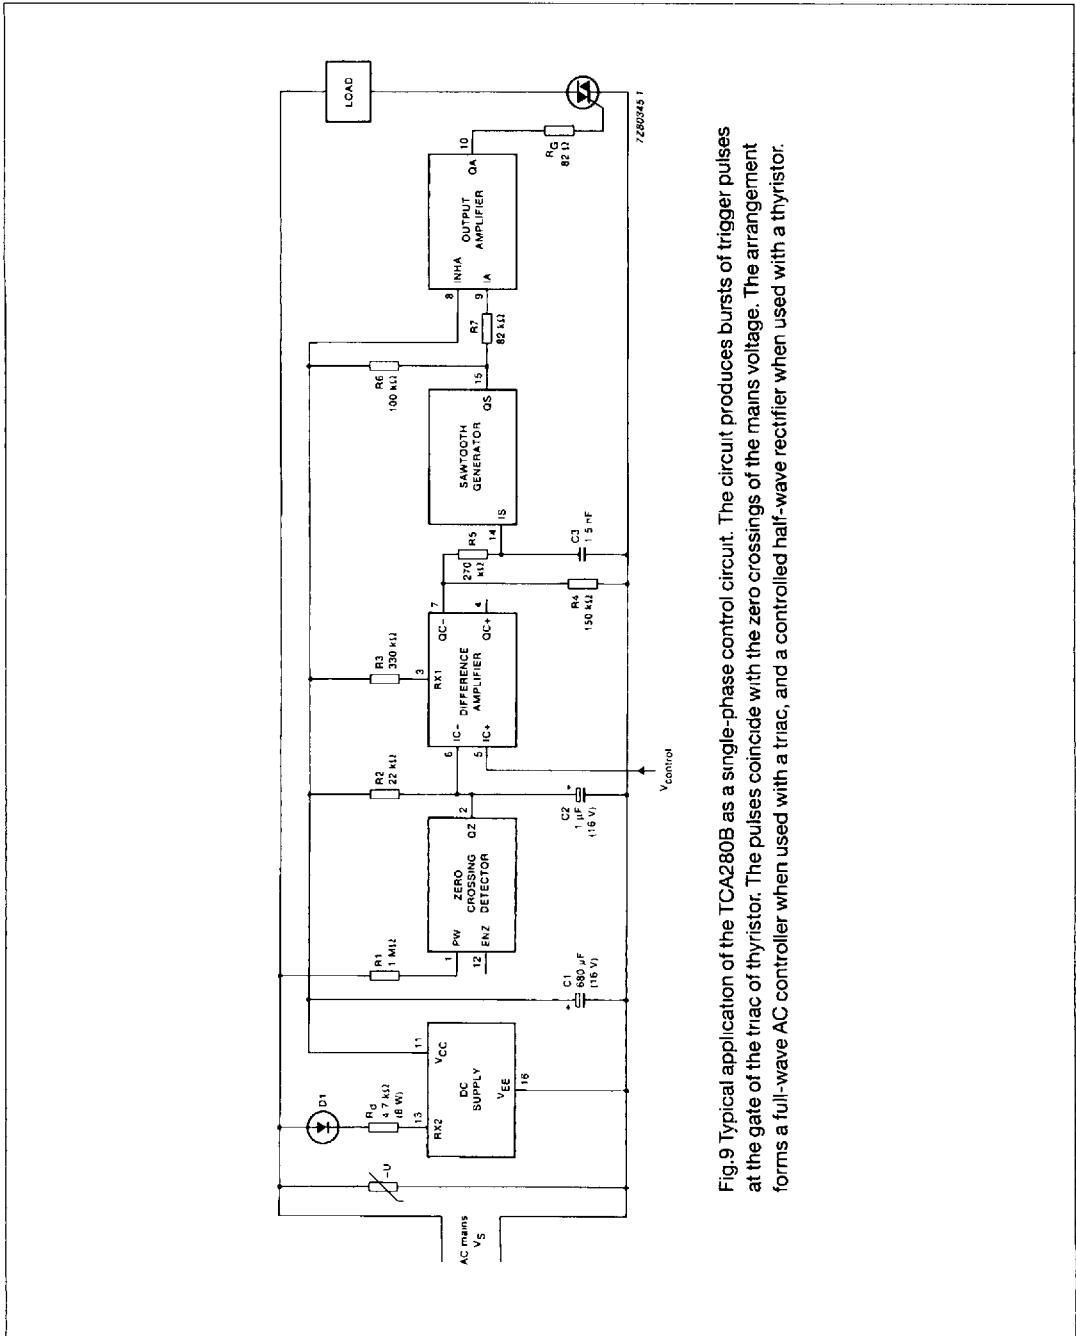 AC mains
VS
-U
D1
Rd
4.7 kΩ
(8 W)
13
RX2
11
VCC
DC
SUPPLY
VEE
16
C1
680 µF
(16 V)
+
R1
1 MΩ
1
PW
12
ENZ
ZERO
CROSSING
DETECTOR
QZ
2
R2
22 kΩ
C2
1 µF
(16 V)
+
Vcontrol
6
IC-
5
IC+
RX1
3
R3
330 kΩ
DIFFERENCE
AMPLIFIER
QC-
7
QC+
4
R4
150 kΩ
R5
270
kΩ
C3
1.5 nF
14
IS
SAWTOOTH
GENERATOR
QS
15
R6
100 kΩ
R7
82 kΩ
8
INHA
9
IA
OUTPUT
AMPLIFIER
QA
10
RG
82 Ω
LOAD
7Z80345 1
Fig.9 Typical application of the TCA280B as a single-phase control circuit. The circuit produces bursts of trigger pulses
at the gate of the triac of thyristor. The pulses coincide with the zero crossings of the mains voltage. The arrangement
forms a full-wave AC controller when used with a triac, and a controlled half-wave rectifier when used with a thyristor.